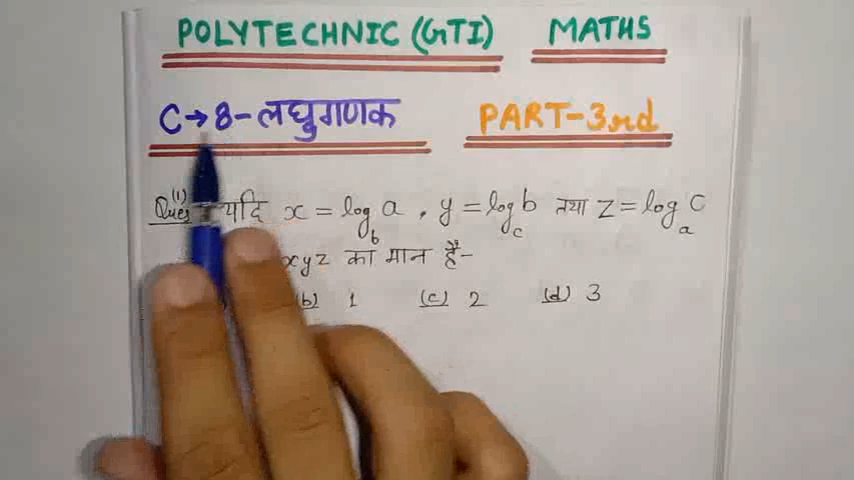 POLYTECHNIC (GTI) MATHS
C→8-लघुगणक PART-3rd
Ques (1) यदि x = log_b a , y = log_c b तथा z = log_a c
xyz का मान हैं-
(b) 1 (c) 2 (d) 3